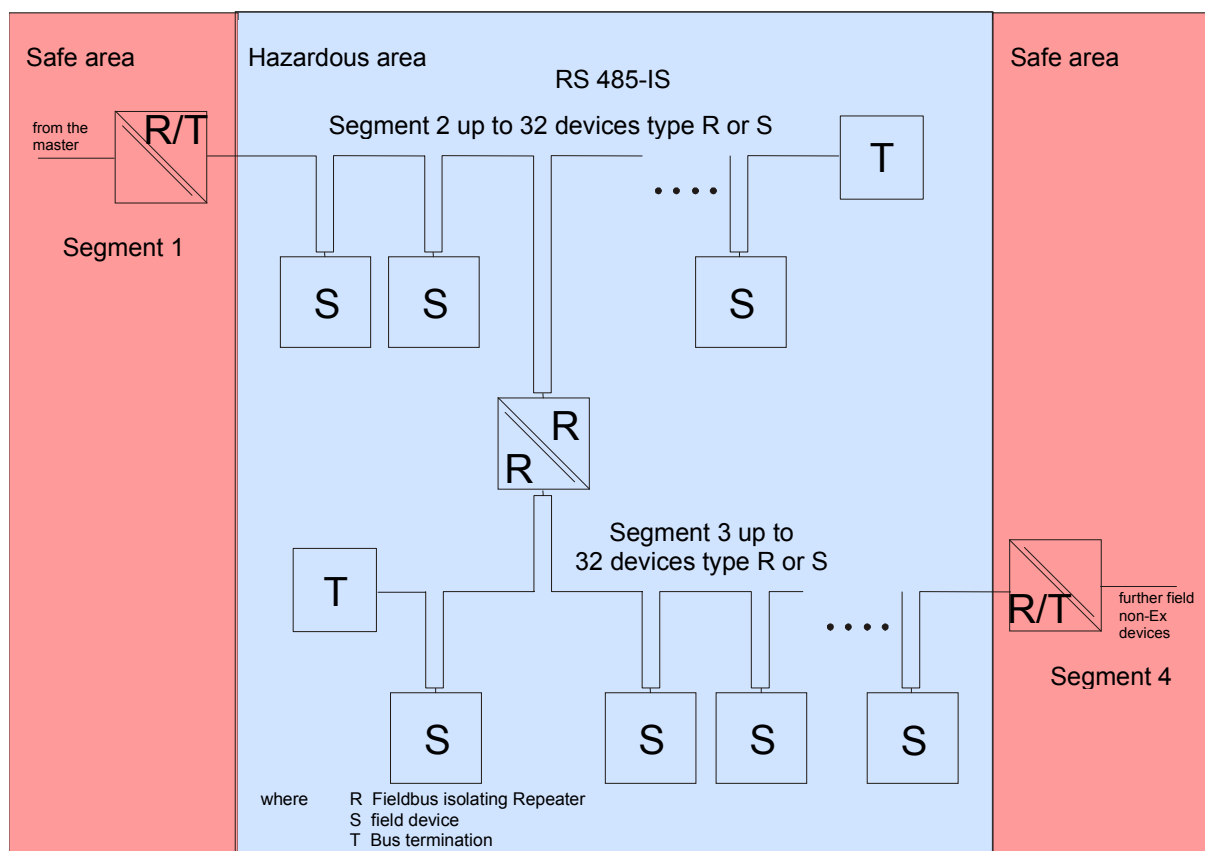 Safe area
Hazardous area
Safe area
RS 485-IS
from the
master
R/T
Segment 2 up to 32 devices type R or S
T
Segment 1
S
S
S
R
R
Segment 3 up to
32 devices type R or S
T
R/T
further field
non-Ex
devices
Segment 4
S
S
S
S
where R Fieldbus isolating Repeater
S field device
T Bus termination